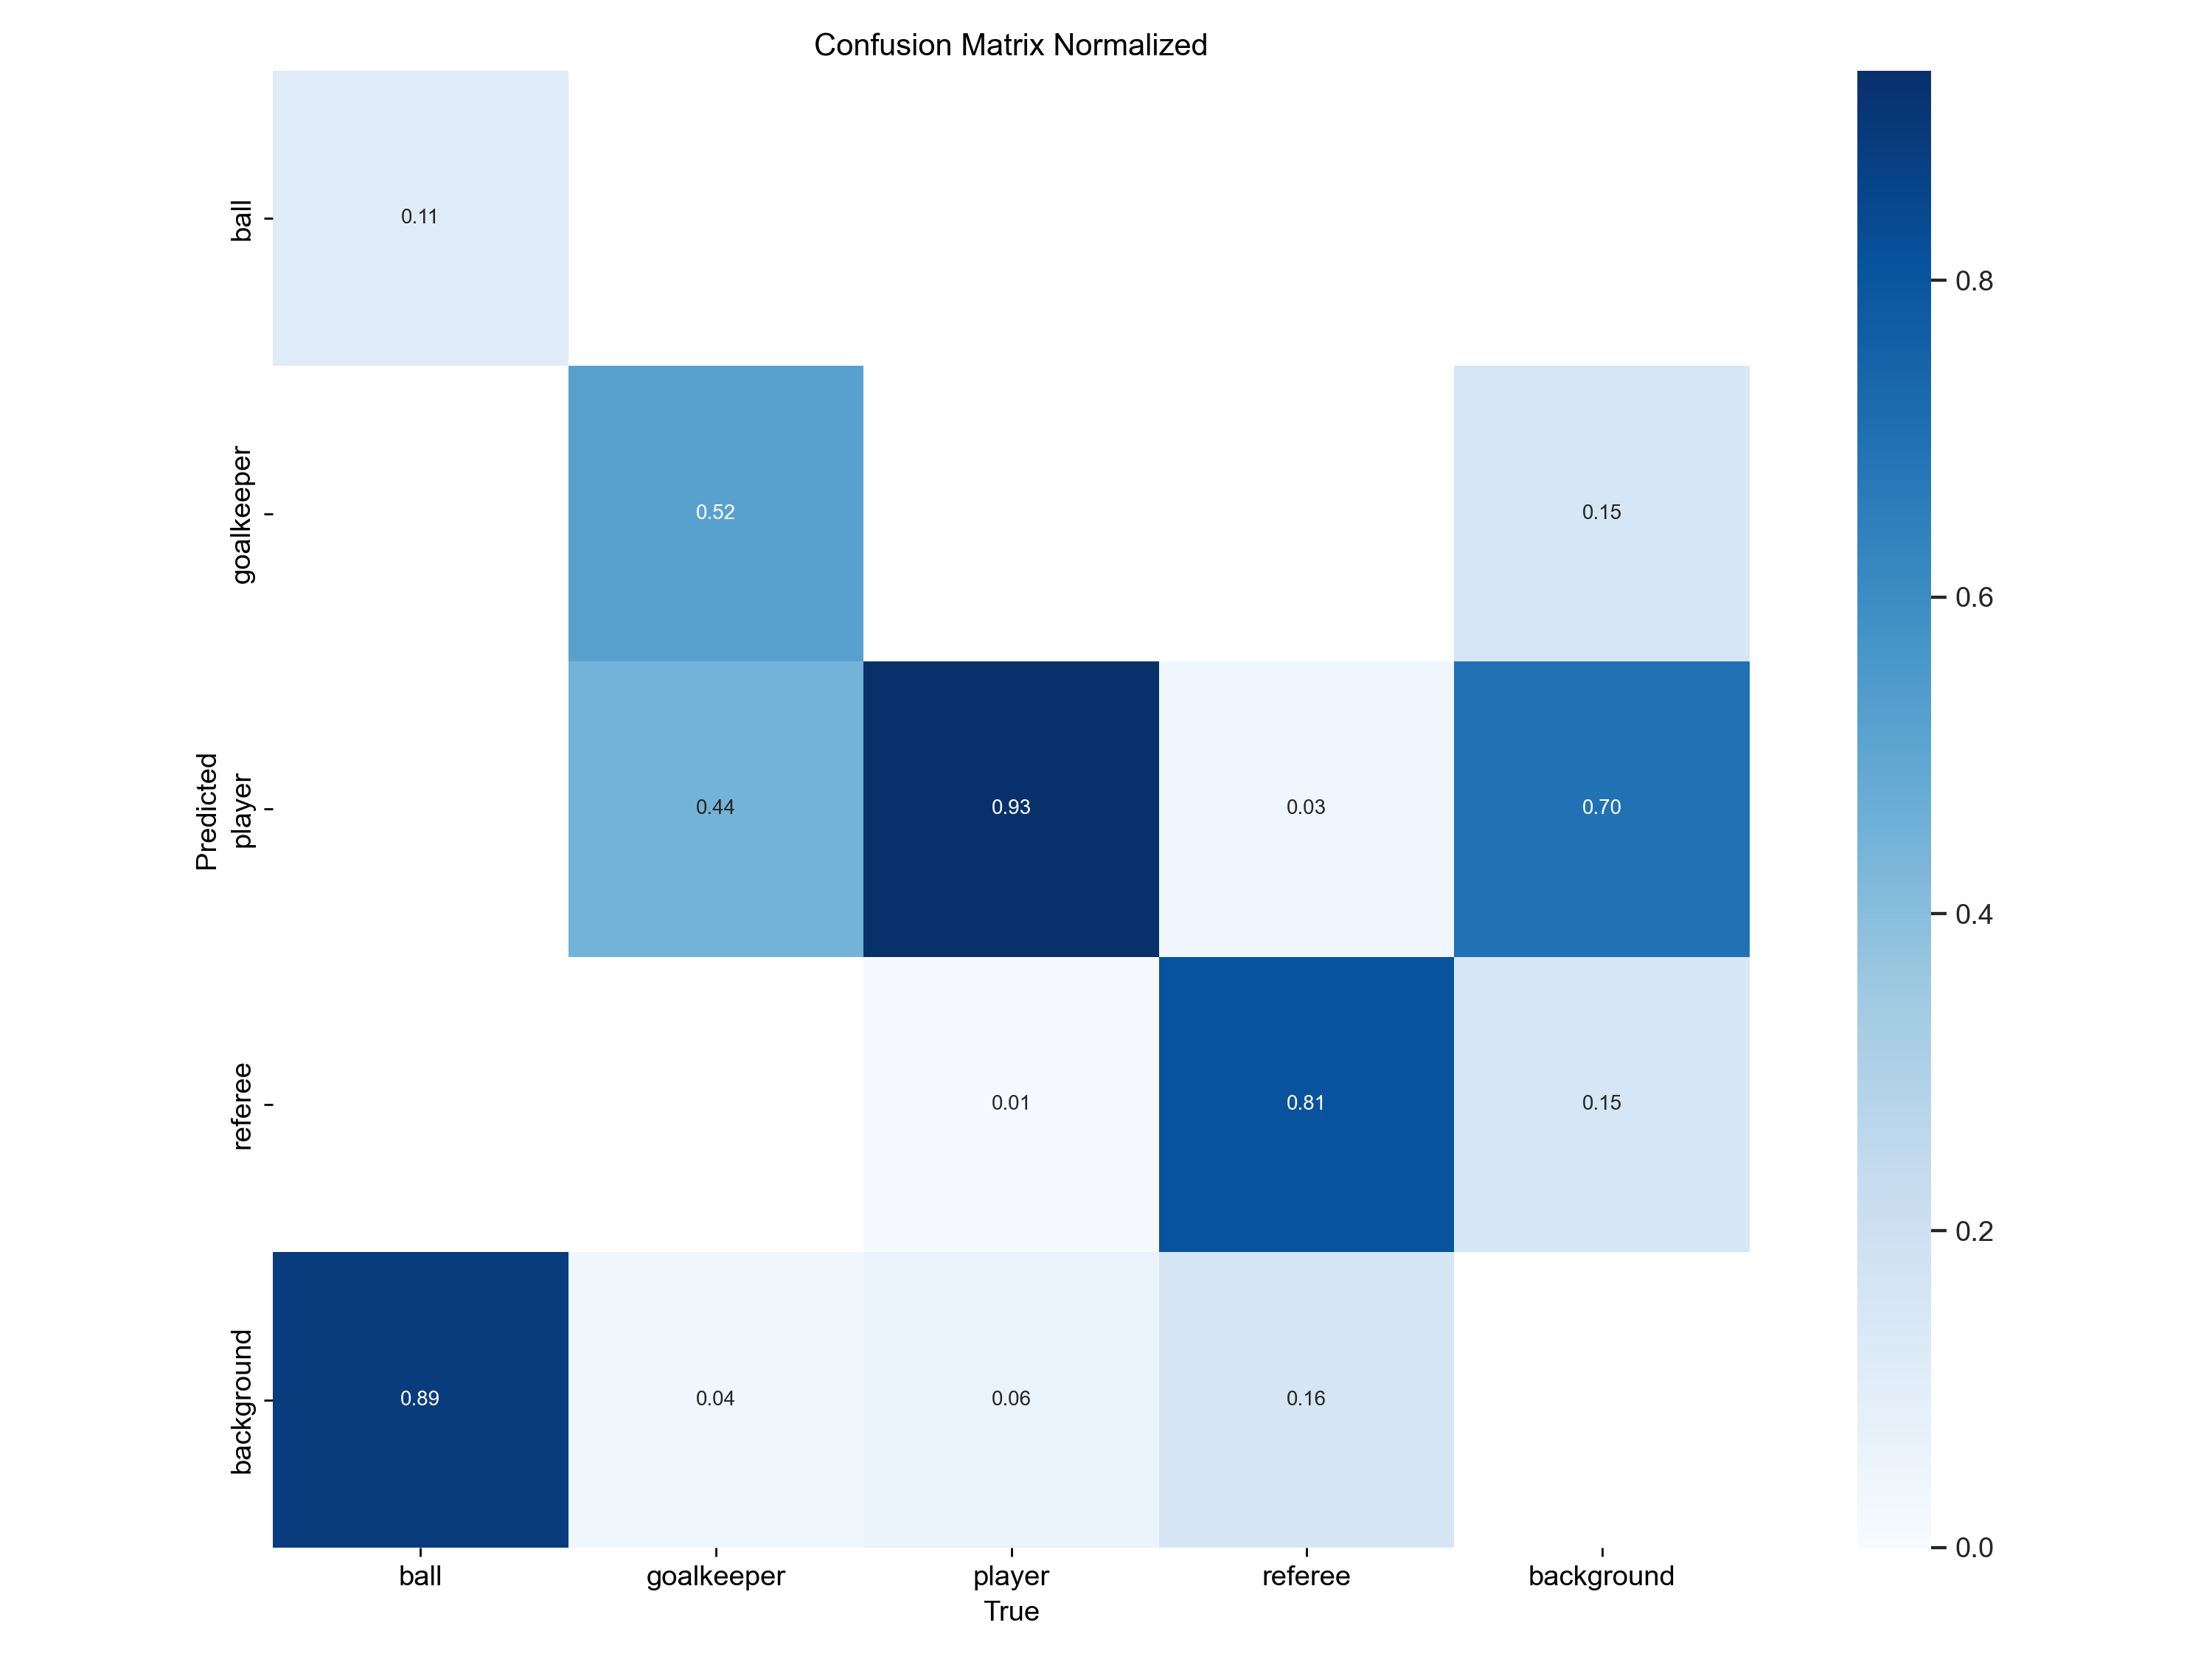 Confusion Matrix Normalized
ball
0.11
0.8
goalkeeper
0.52
0.15
0.6
Predicted
player
0.44
0.93
0.03
0.70
0.4
referee
0.01
0.81
0.15
0.2
background
0.89
0.04
0.06
0.16
0.0
ball
goalkeeper
player
referee
background
True